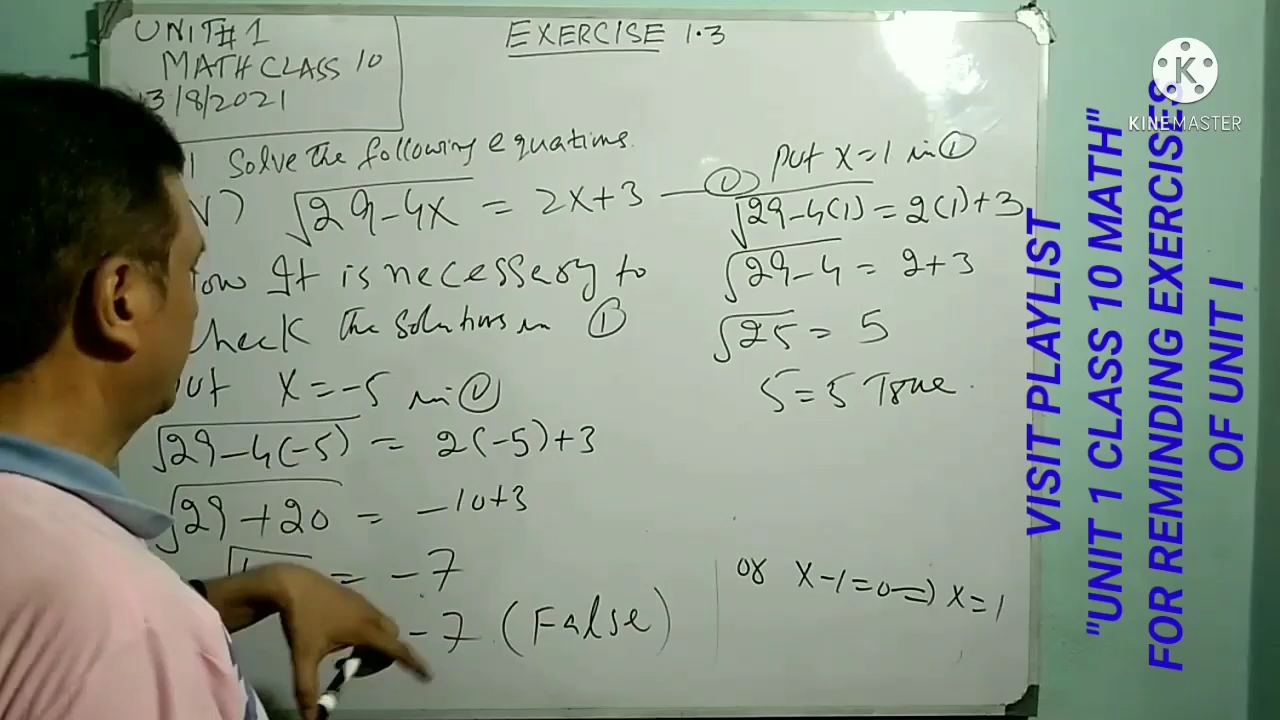 UNIT#1
MATH CLASS 10
13/8/2021
EXERCISE 1.3
1 Solve the following equations.
V) √29-4x = 2x+3 — ①
It is necessery to
check the solutions in ①
Put x=-5 in ①
√29-4(-5) = 2(-5)+3
√29+20 = -10+3
= -7
-7 (False)
Put x=1 in ①
√29-4(1) = 2(1)+3
√29-4 = 2+3
√25 = 5
5=5 True.
or x-1=0⇒x=1
K
KINEMASTER
VISIT PLAYLIST
"UNIT 1 CLASS 10 MATH"
FOR REMINDING EXERCISES
OF UNIT I